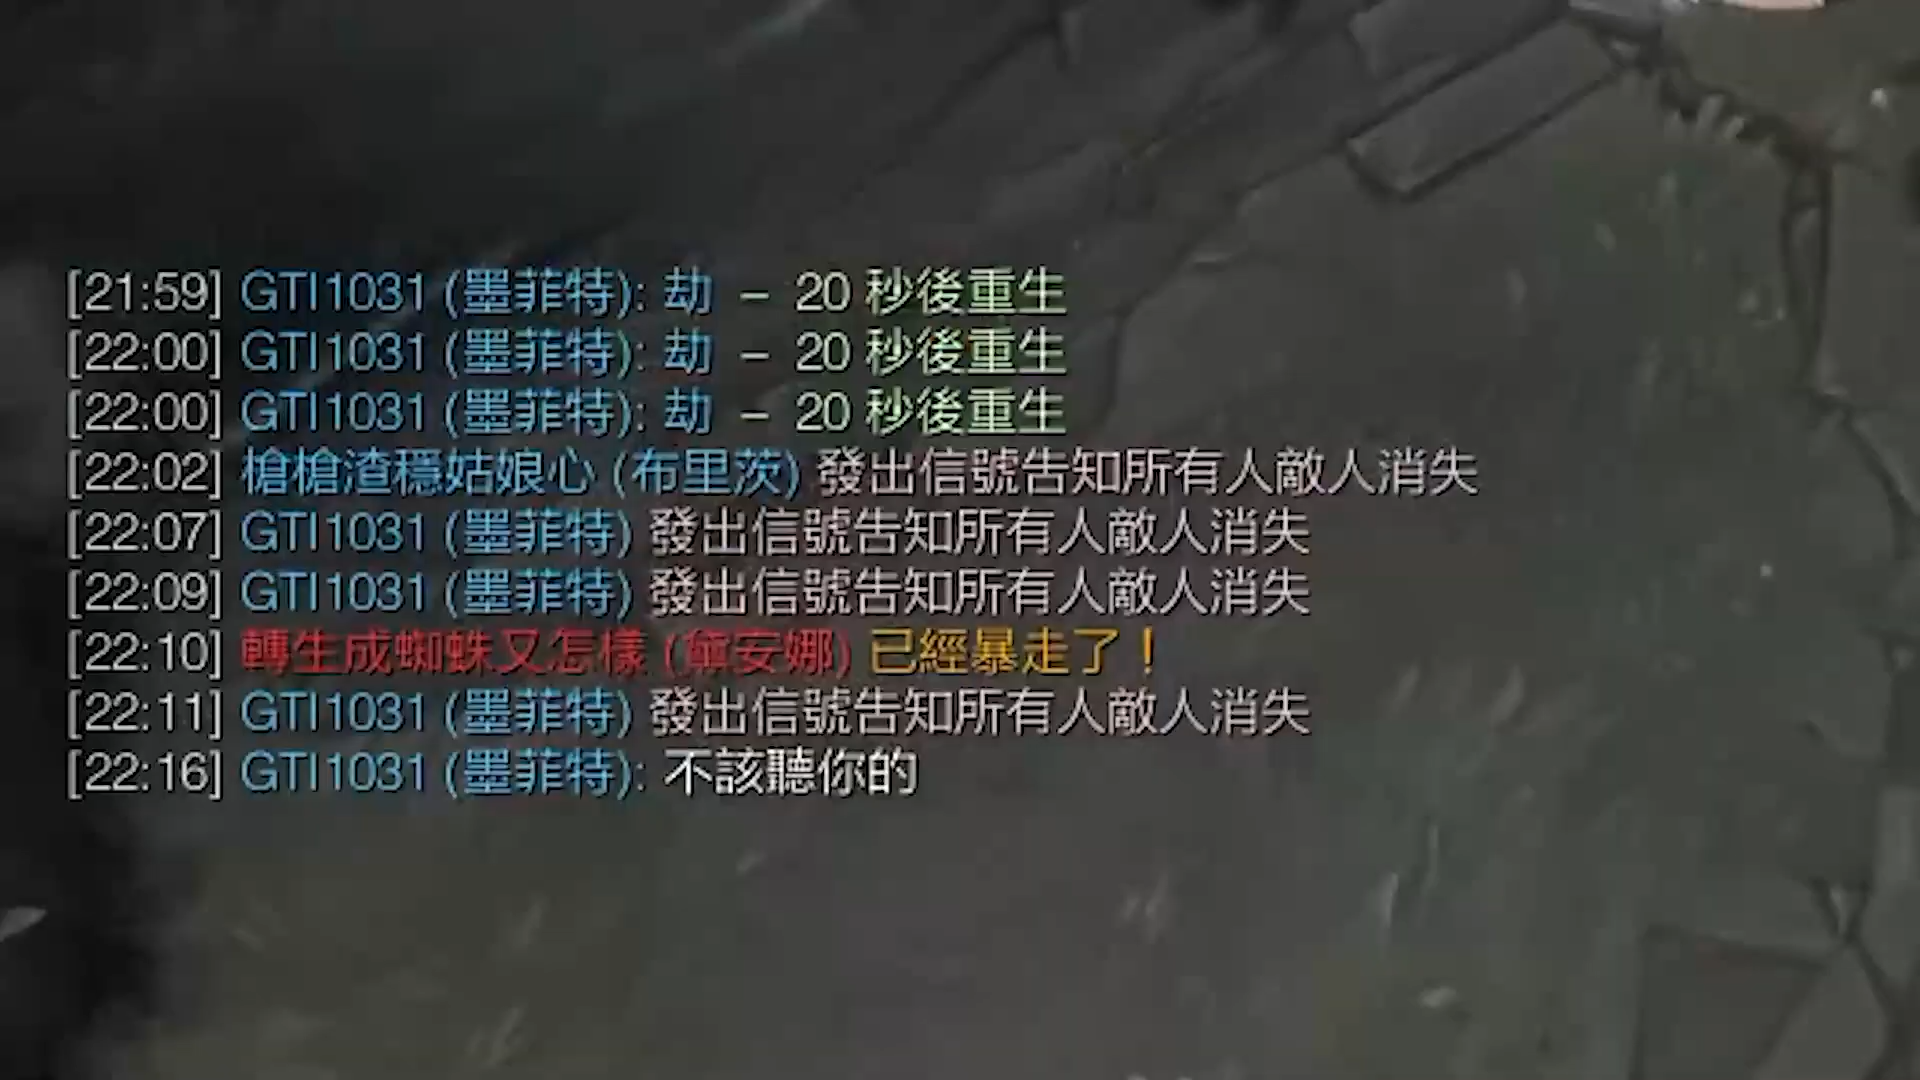 [21:59] GTI1031 (墨菲特): 劫 – 20 秒後重生
[22:00] GTI1031 (墨菲特): 劫 – 20 秒後重生
[22:00] GTI1031 (墨菲特): 劫 – 20 秒後重生
[22:02] 槍槍渣穩姑娘心 (布里茨) 發出信號告知所有人敵人消失
[22:07] GTI1031 (墨菲特) 發出信號告知所有人敵人消失
[22:09] GTI1031 (墨菲特) 發出信號告知所有人敵人消失
[22:10] 轉生成蜘蛛又怎樣 (黛安娜) 已經暴走了！
[22:11] GTI1031 (墨菲特) 發出信號告知所有人敵人消失
[22:16] GTI1031 (墨菲特): 不該聽你的